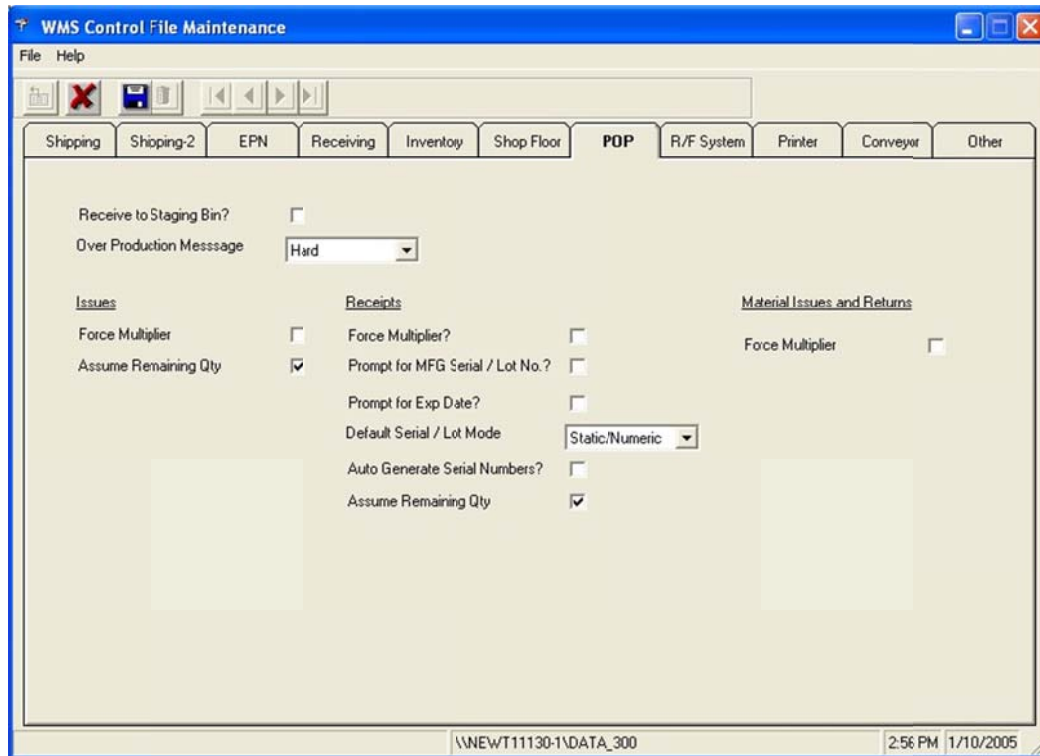 WMS Control File Maintenance
File Help
Shipping Shipping-2 EPN Receiving Inventory Shop Floor POP R/F System Printer Conveyor Other
Receive to Staging Bin?
Over Production Messsage Hard
Issues Receipts Material Issues and Returns
Force Multiplier Force Multiplier? Force Multiplier
Assume Remaining Qty Prompt for MFG Serial / Lot No.?
Prompt for Exp Date?
Default Serial / Lot Mode Static/Numeric
Auto Generate Serial Numbers?
Assume Remaining Qty
\\NEWT11130-1\DATA_300 2:56 PM 1/10/2005